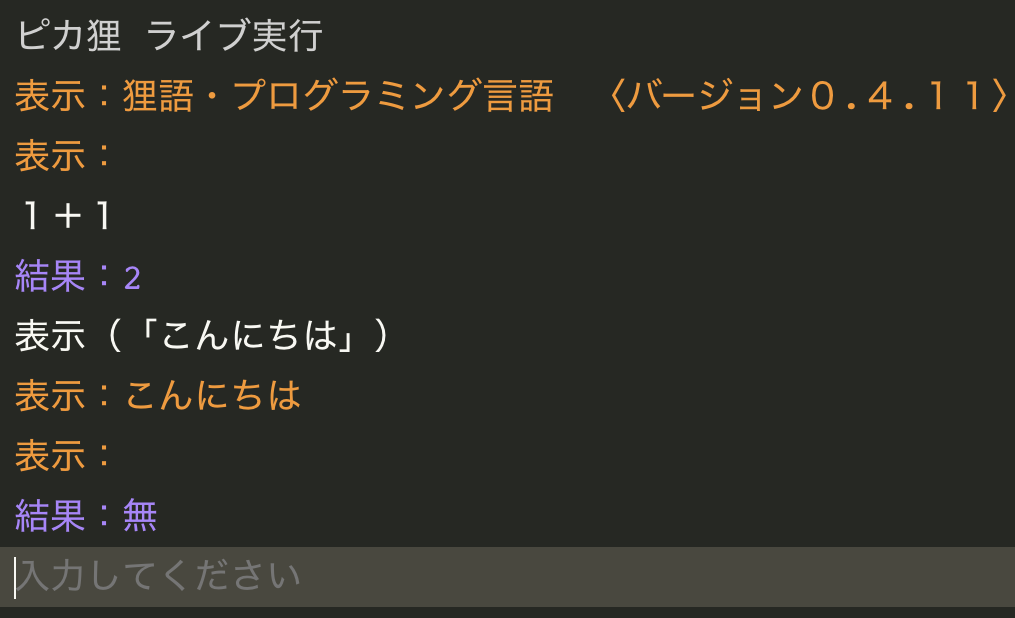 ピカ狸 ライブ実行
表示：狸語・プログラミング言語　〈バージョン０．４．１１〉
表示：
１＋１
結果：2
表示（「こんにちは」）
表示：こんにちは
表示：
結果：無
入力してください